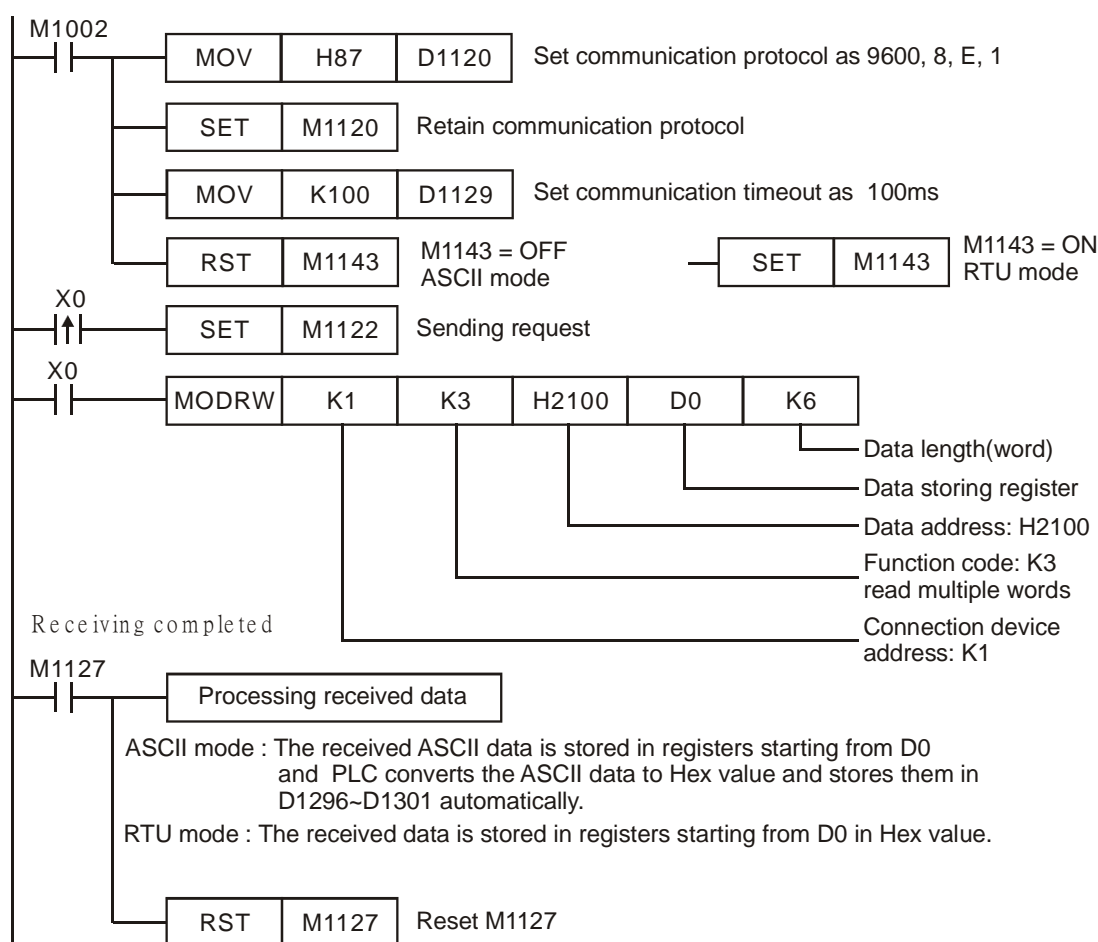 M1002
MOV H87 D1120 Set communication protocol as 9600, 8, E, 1
SET M1120 Retain communication protocol
MOV K100 D1129 Set communication timeout as 100ms
RST M1143 M1143 = OFF
ASCII mode
SET M1143 M1143 = ON
RTU mode
X0
SET M1122 Sending request
X0
MODRW K1 K3 H2100 D0 K6
Data length(word)
Data storing register
Data address: H2100
Function code: K3
read multiple words
Connection device
address: K1
Receiving completed
M1127
Processing received data
ASCII mode : The received ASCII data is stored in registers starting from D0
and PLC converts the ASCII data to Hex value and stores them in
D1296~D1301 automatically.
RTU mode : The received data is stored in registers starting from D0 in Hex value.
RST M1127 Reset M1127